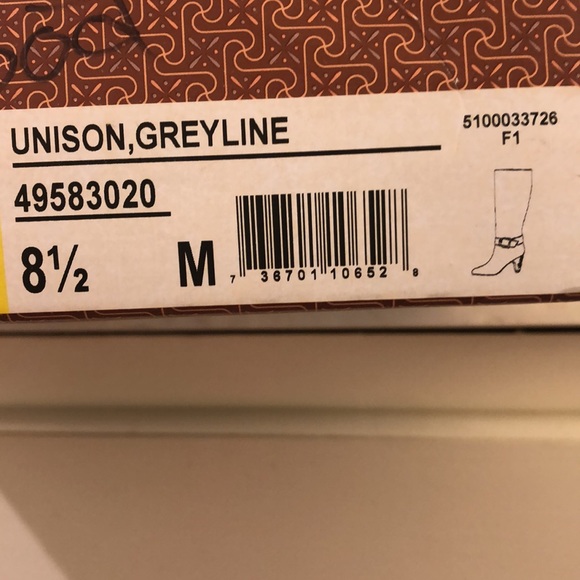 UNISON,GREYLINE
5100033726
F1
49583020
8½ M
7 36701 10652 8